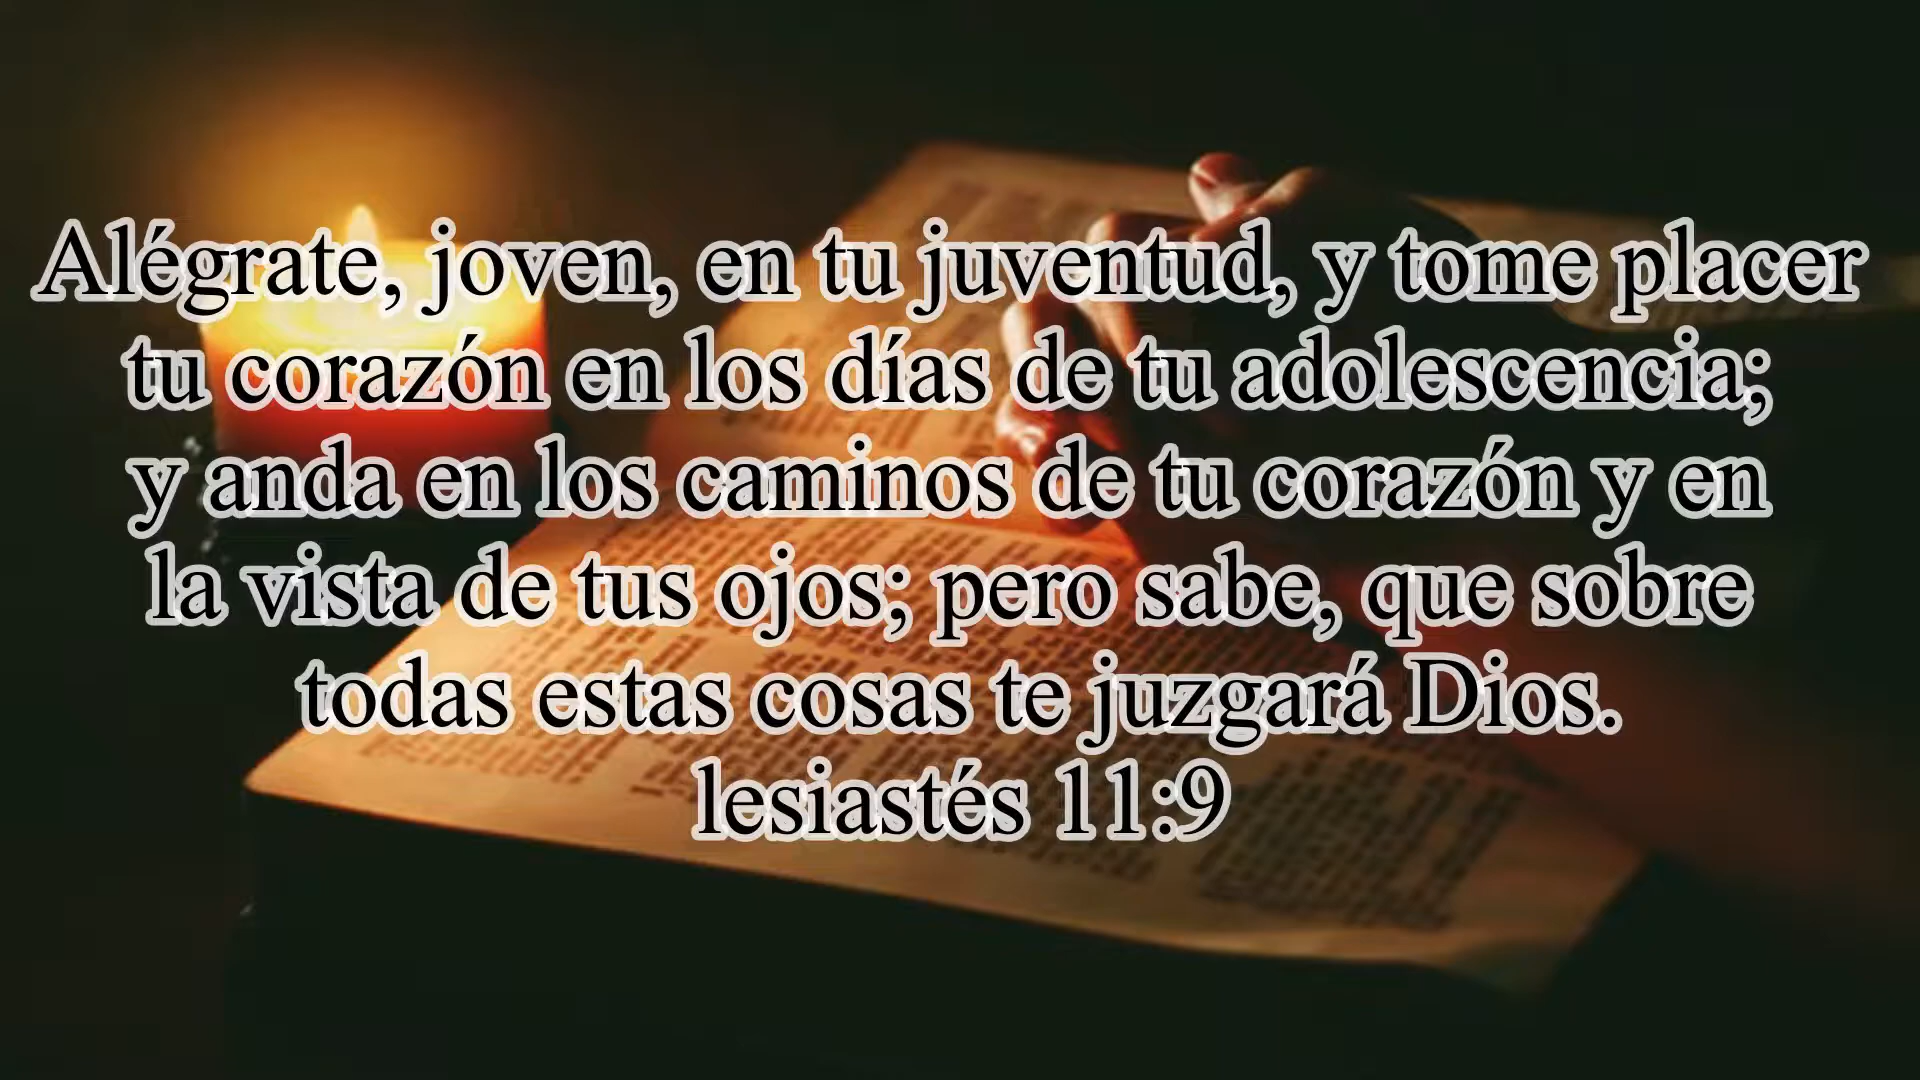 Alégrate, joven, en tu juventud, y tome placer
tu corazón en los días de tu adolescencia;
y anda en los caminos de tu corazón y en
la vista de tus ojos; pero sabe, que sobre
todas estas cosas te juzgará Dios.
lesiastés 11:9